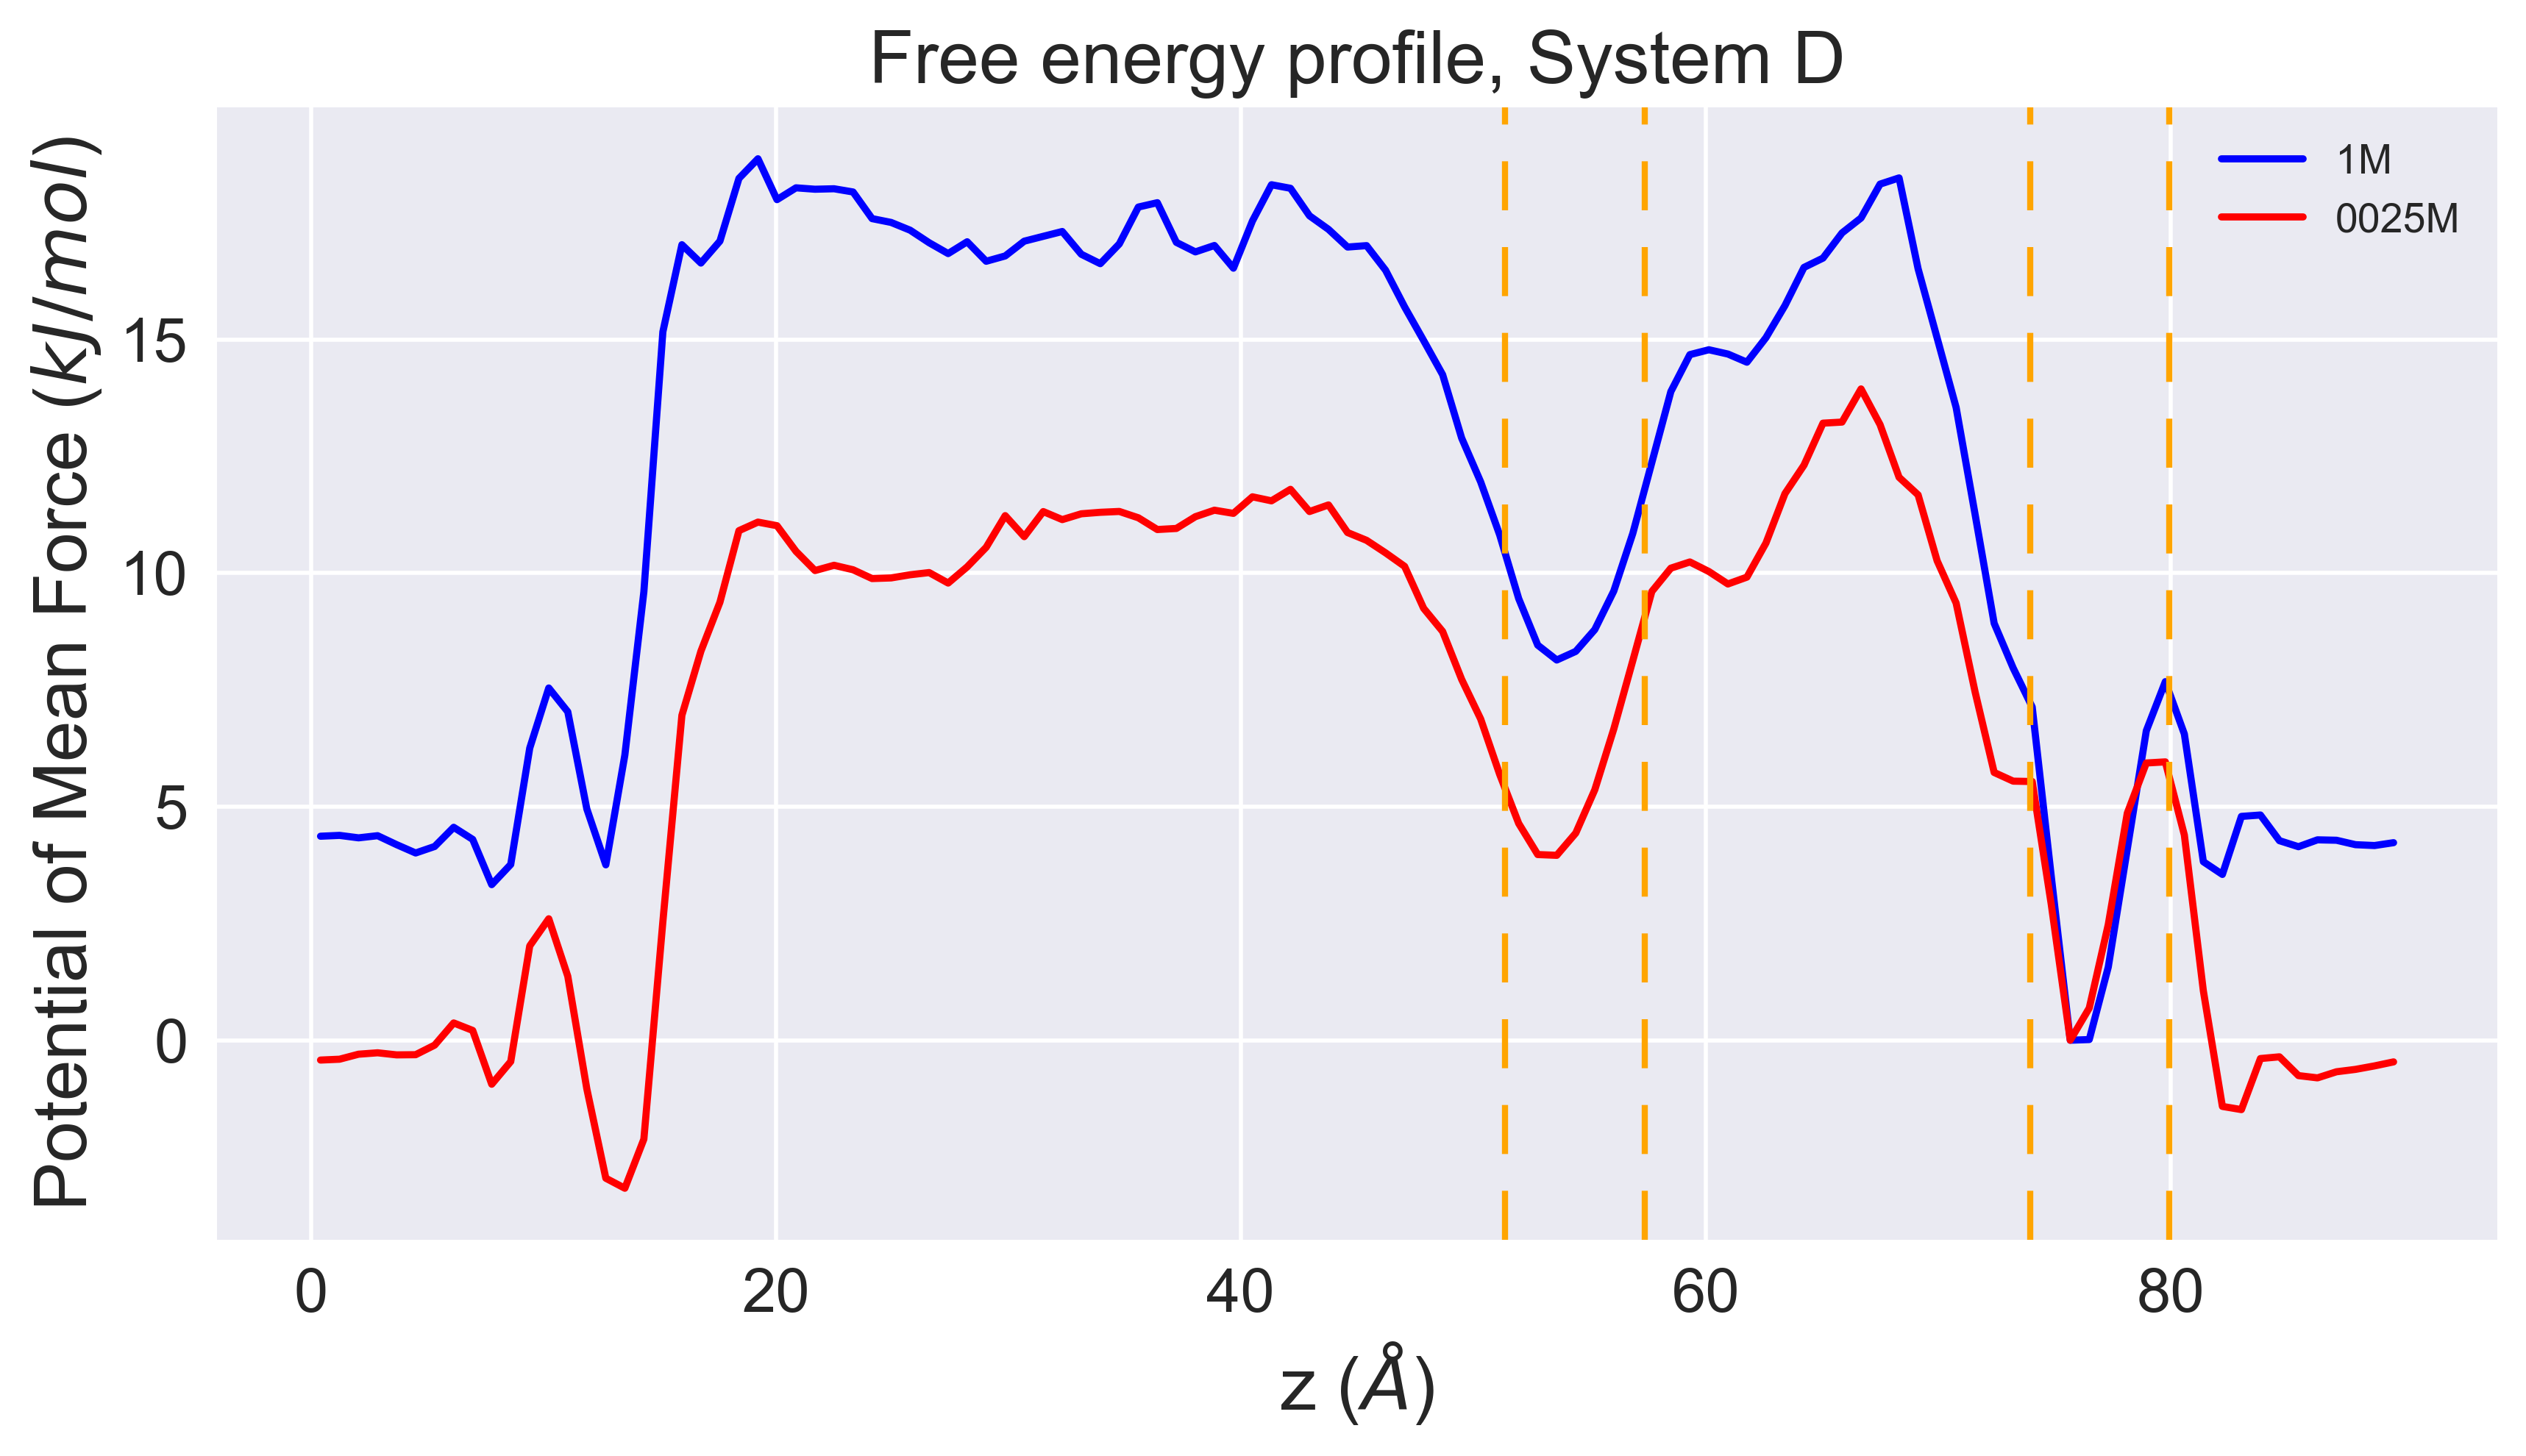 Free energy profile, System D
Potential of Mean Force (kJ/mol)
15
10
5
0
1M
0025M
0 20 40 60 80
z (Å)